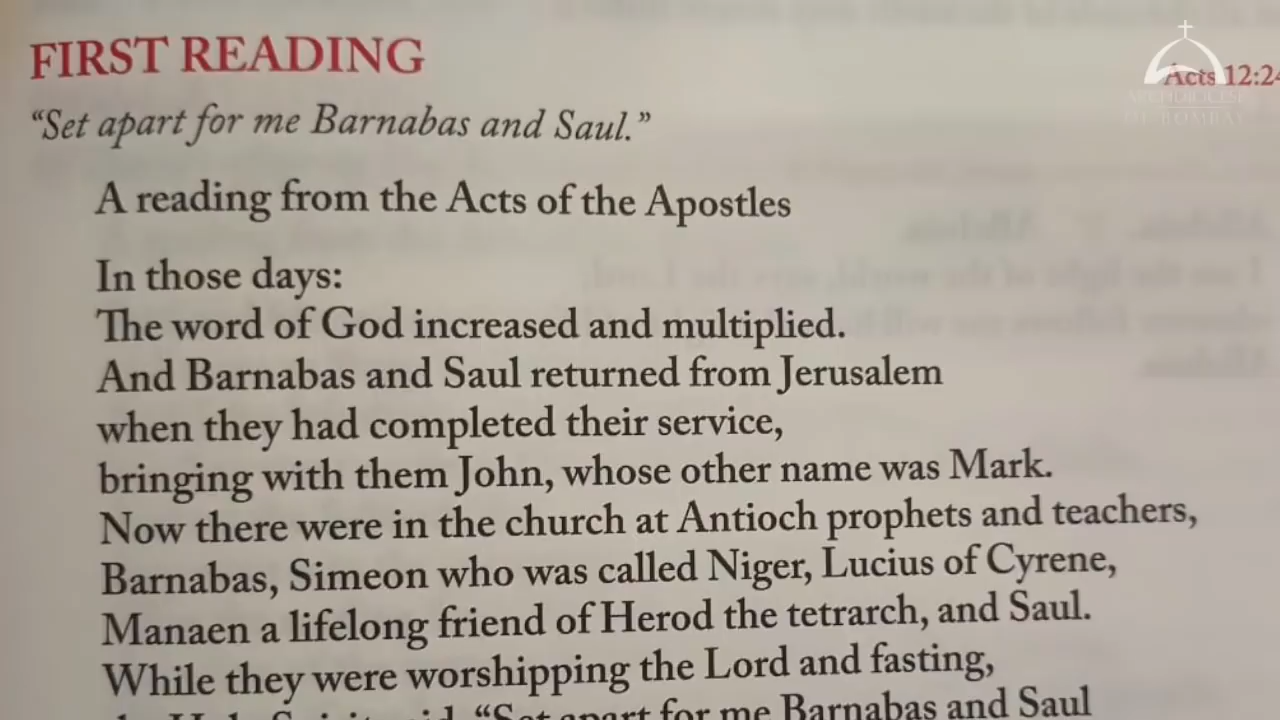 FIRST READING
Acts 12:24
"Set apart for me Barnabas and Saul."
ARCHDIOCESE
OF BOMBAY
A reading from the Acts of the Apostles
In those days:
The word of God increased and multiplied.
And Barnabas and Saul returned from Jerusalem
when they had completed their service,
bringing with them John, whose other name was Mark.
Now there were in the church at Antioch prophets and teachers,
Barnabas, Simeon who was called Niger, Lucius of Cyrene,
Manaen a lifelong friend of Herod the tetrarch, and Saul.
While they were worshipping the Lord and fasting,
the Holy Spirit said, "Set apart for me Barnabas and Saul